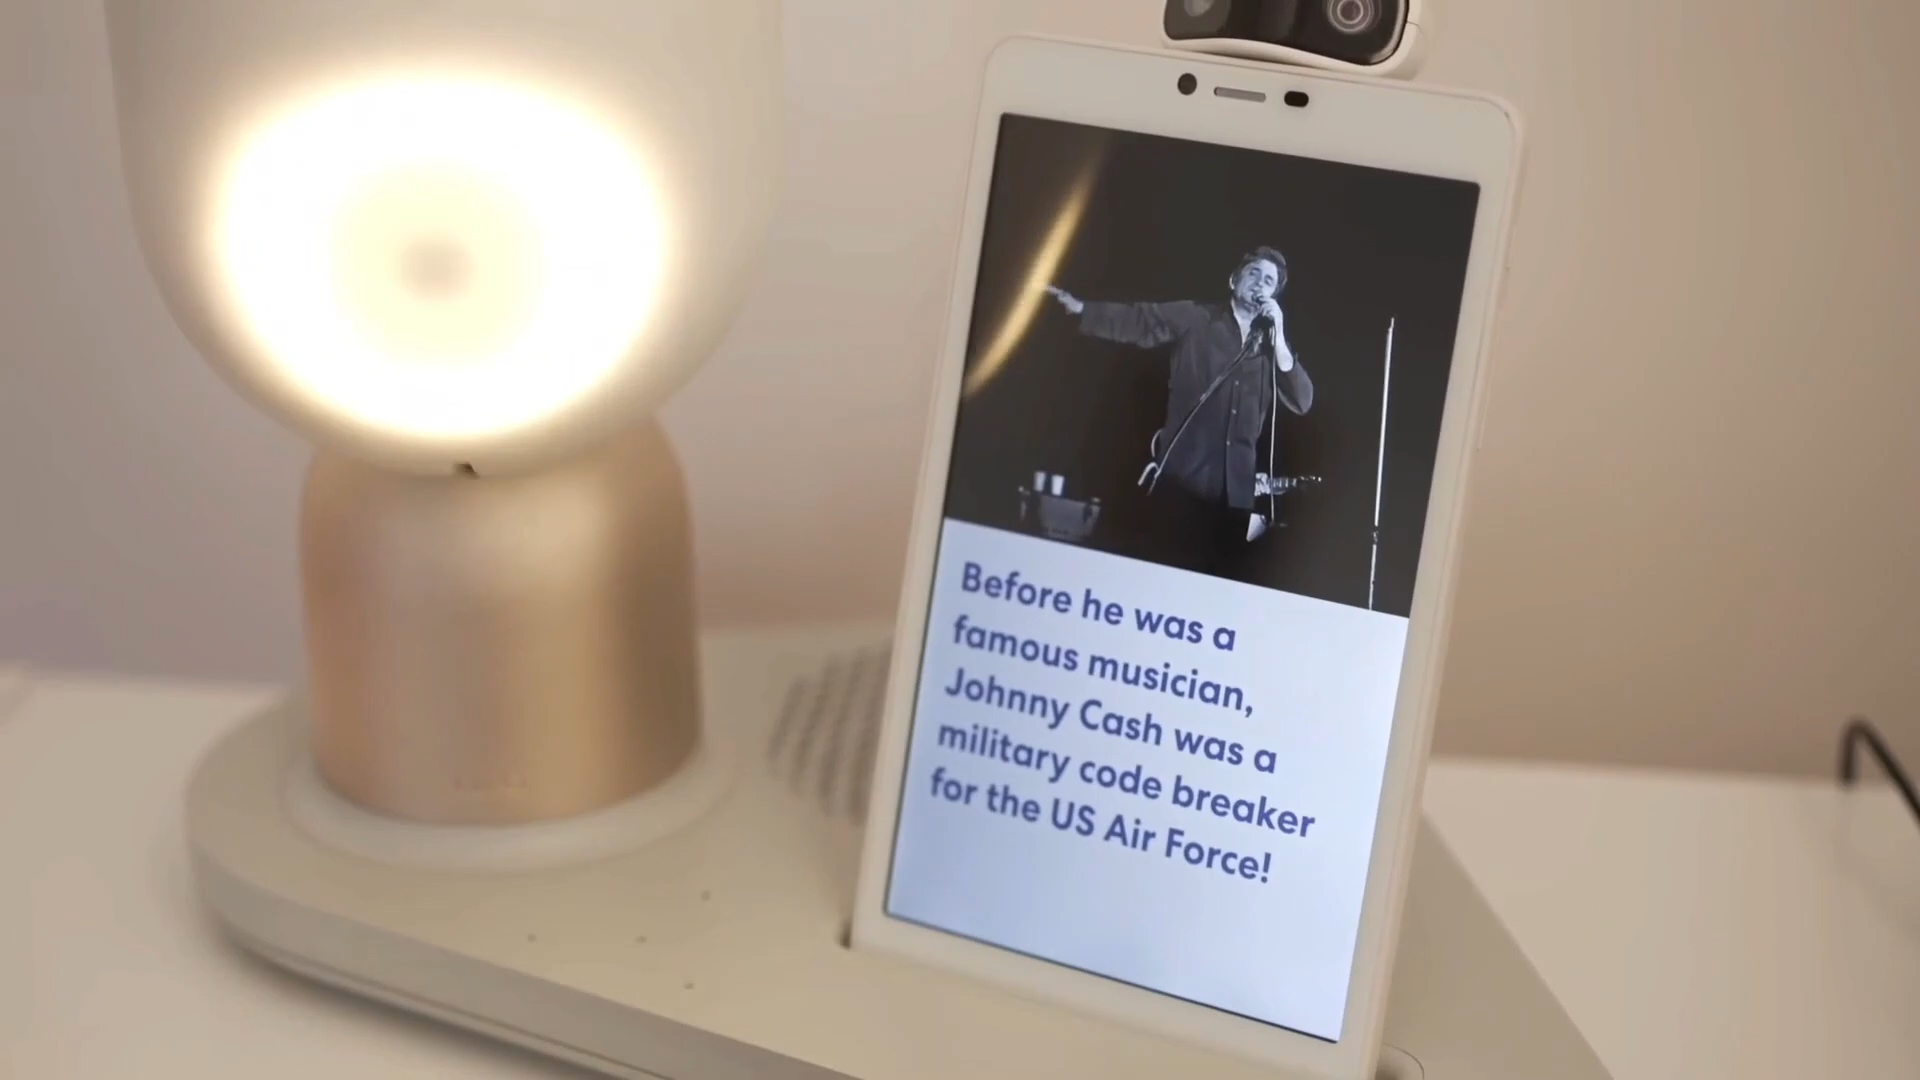 Before he was a
famous musician,
Johnny Cash was a
military code breaker
for the US Air Force!